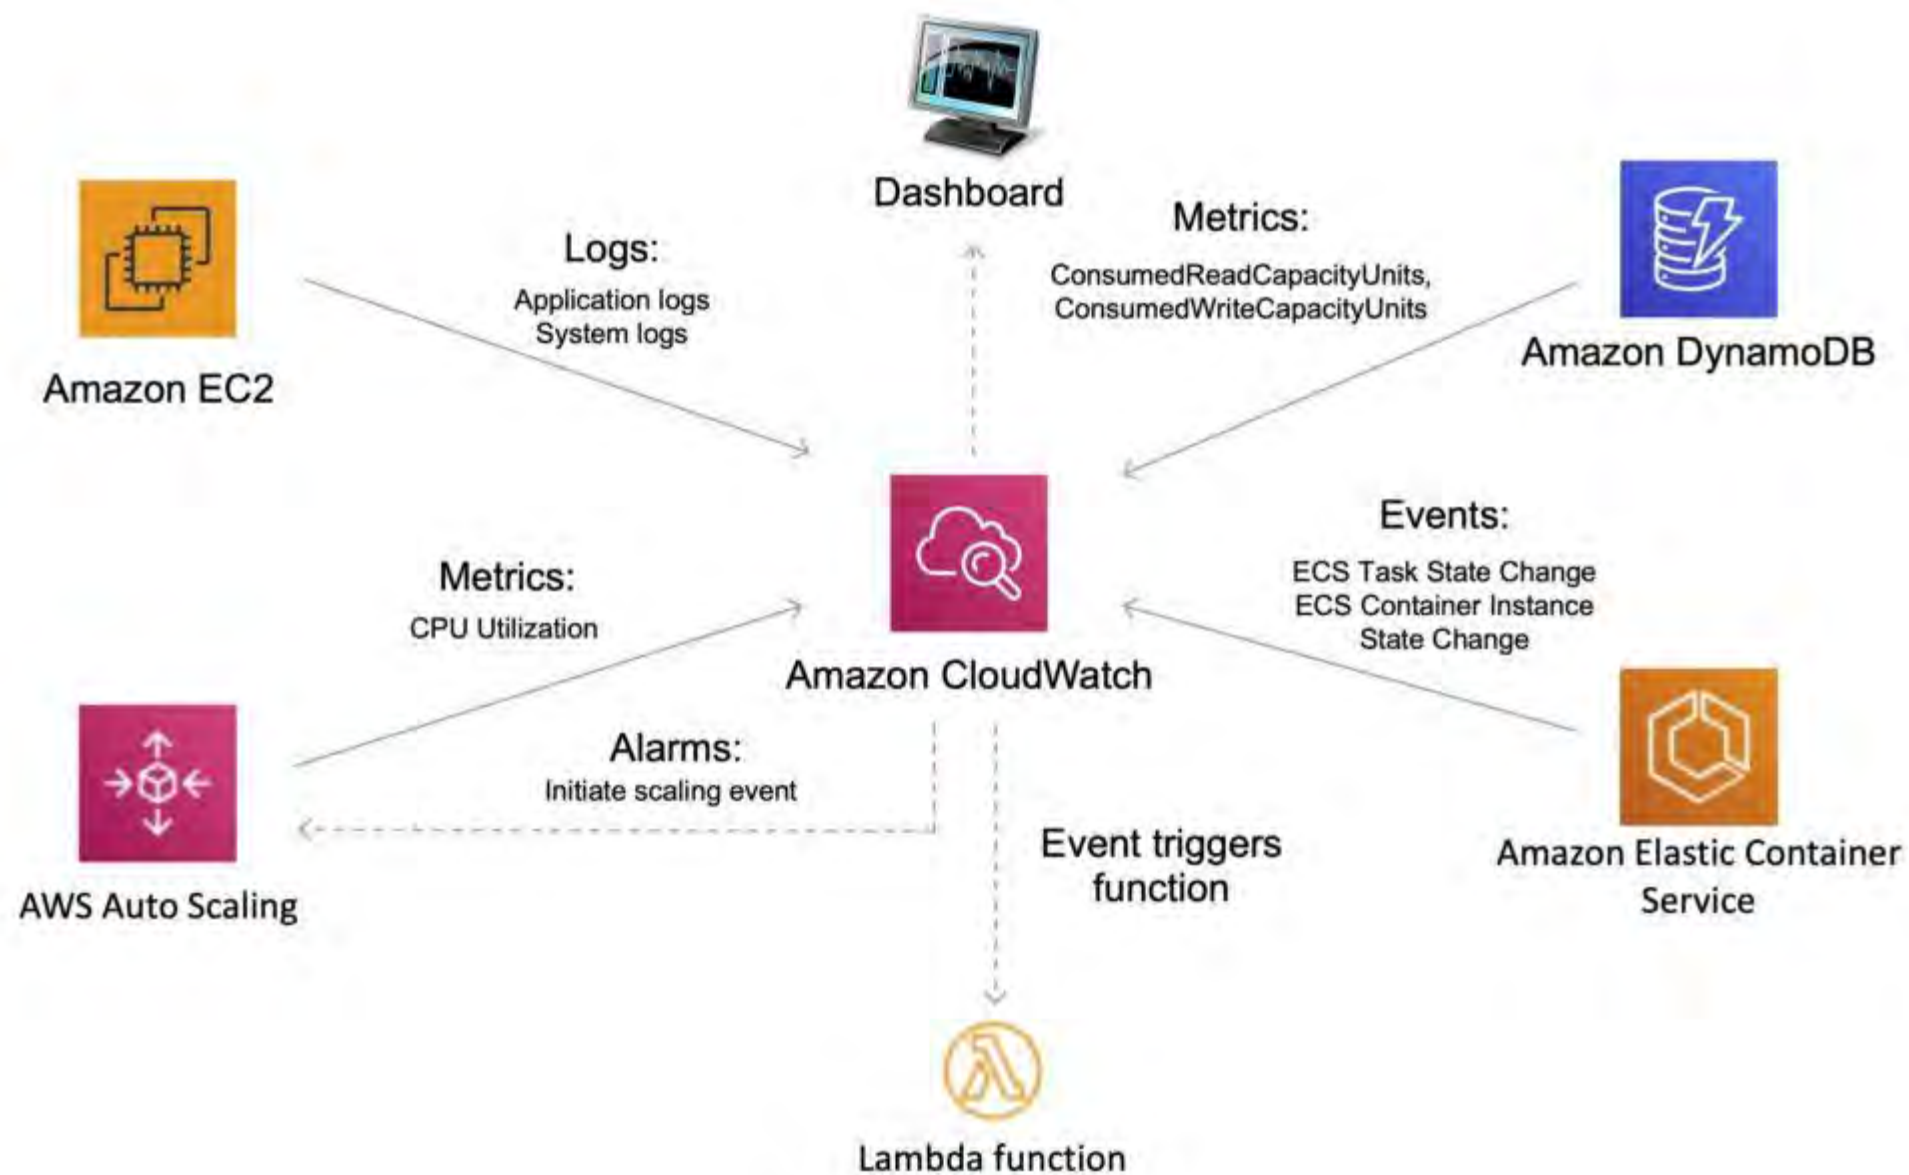 Dashboard
Amazon EC2
Logs:
Application logs
System logs
Metrics:
ConsumedReadCapacityUnits,
ConsumedWriteCapacityUnits
Amazon DynamoDB
Metrics:
CPU Utilization
Amazon CloudWatch
Events:
ECS Task State Change
ECS Container Instance
State Change
AWS Auto Scaling
Alarms:
Initiate scaling event
Event triggers
function
Amazon Elastic Container
Service
Lambda function